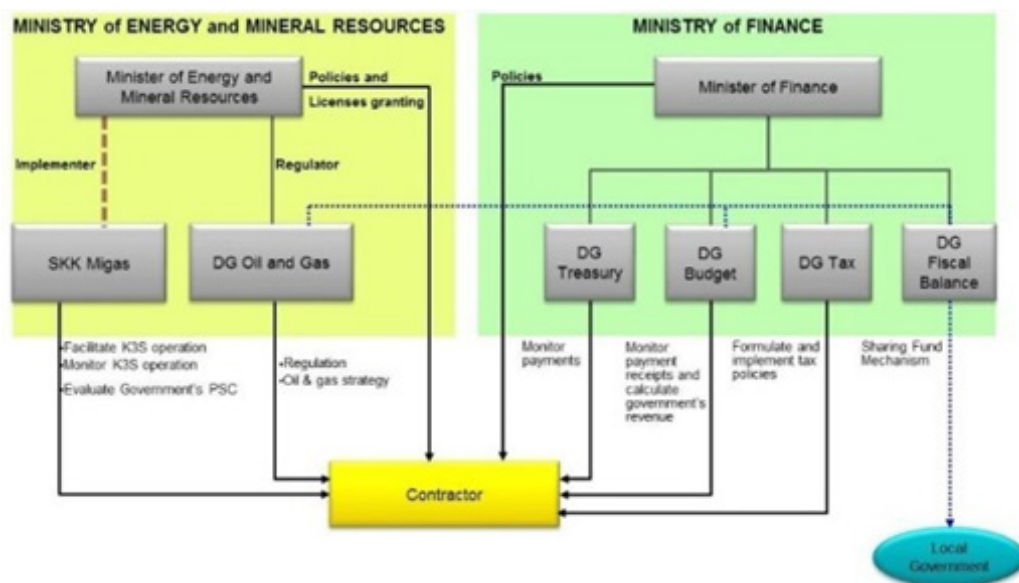 MINISTRY of ENERGY and MINERAL RESOURCES
MINISTRY of FINANCE
Minister of Energy and
Mineral Resources
Policies and
Licenses granting
Policies
Minister of Finance
Implementer
Regulator
SKK Migas
DG Oil and Gas
DG
Treasury
DG
Budget
DG Tax
DG
Fiscal
Balance
•Facilitate K3S operation
•Monitor K3S operation
•Evaluate Government's PSC
•Regulation
•Oil & gas strategy
Monitor
payments
Monitor
payment
receipts and
calculate
government's
revenue
Formulate and
implement tax
policies
Sharing Fund
Mechanism
Contractor
Local
Government